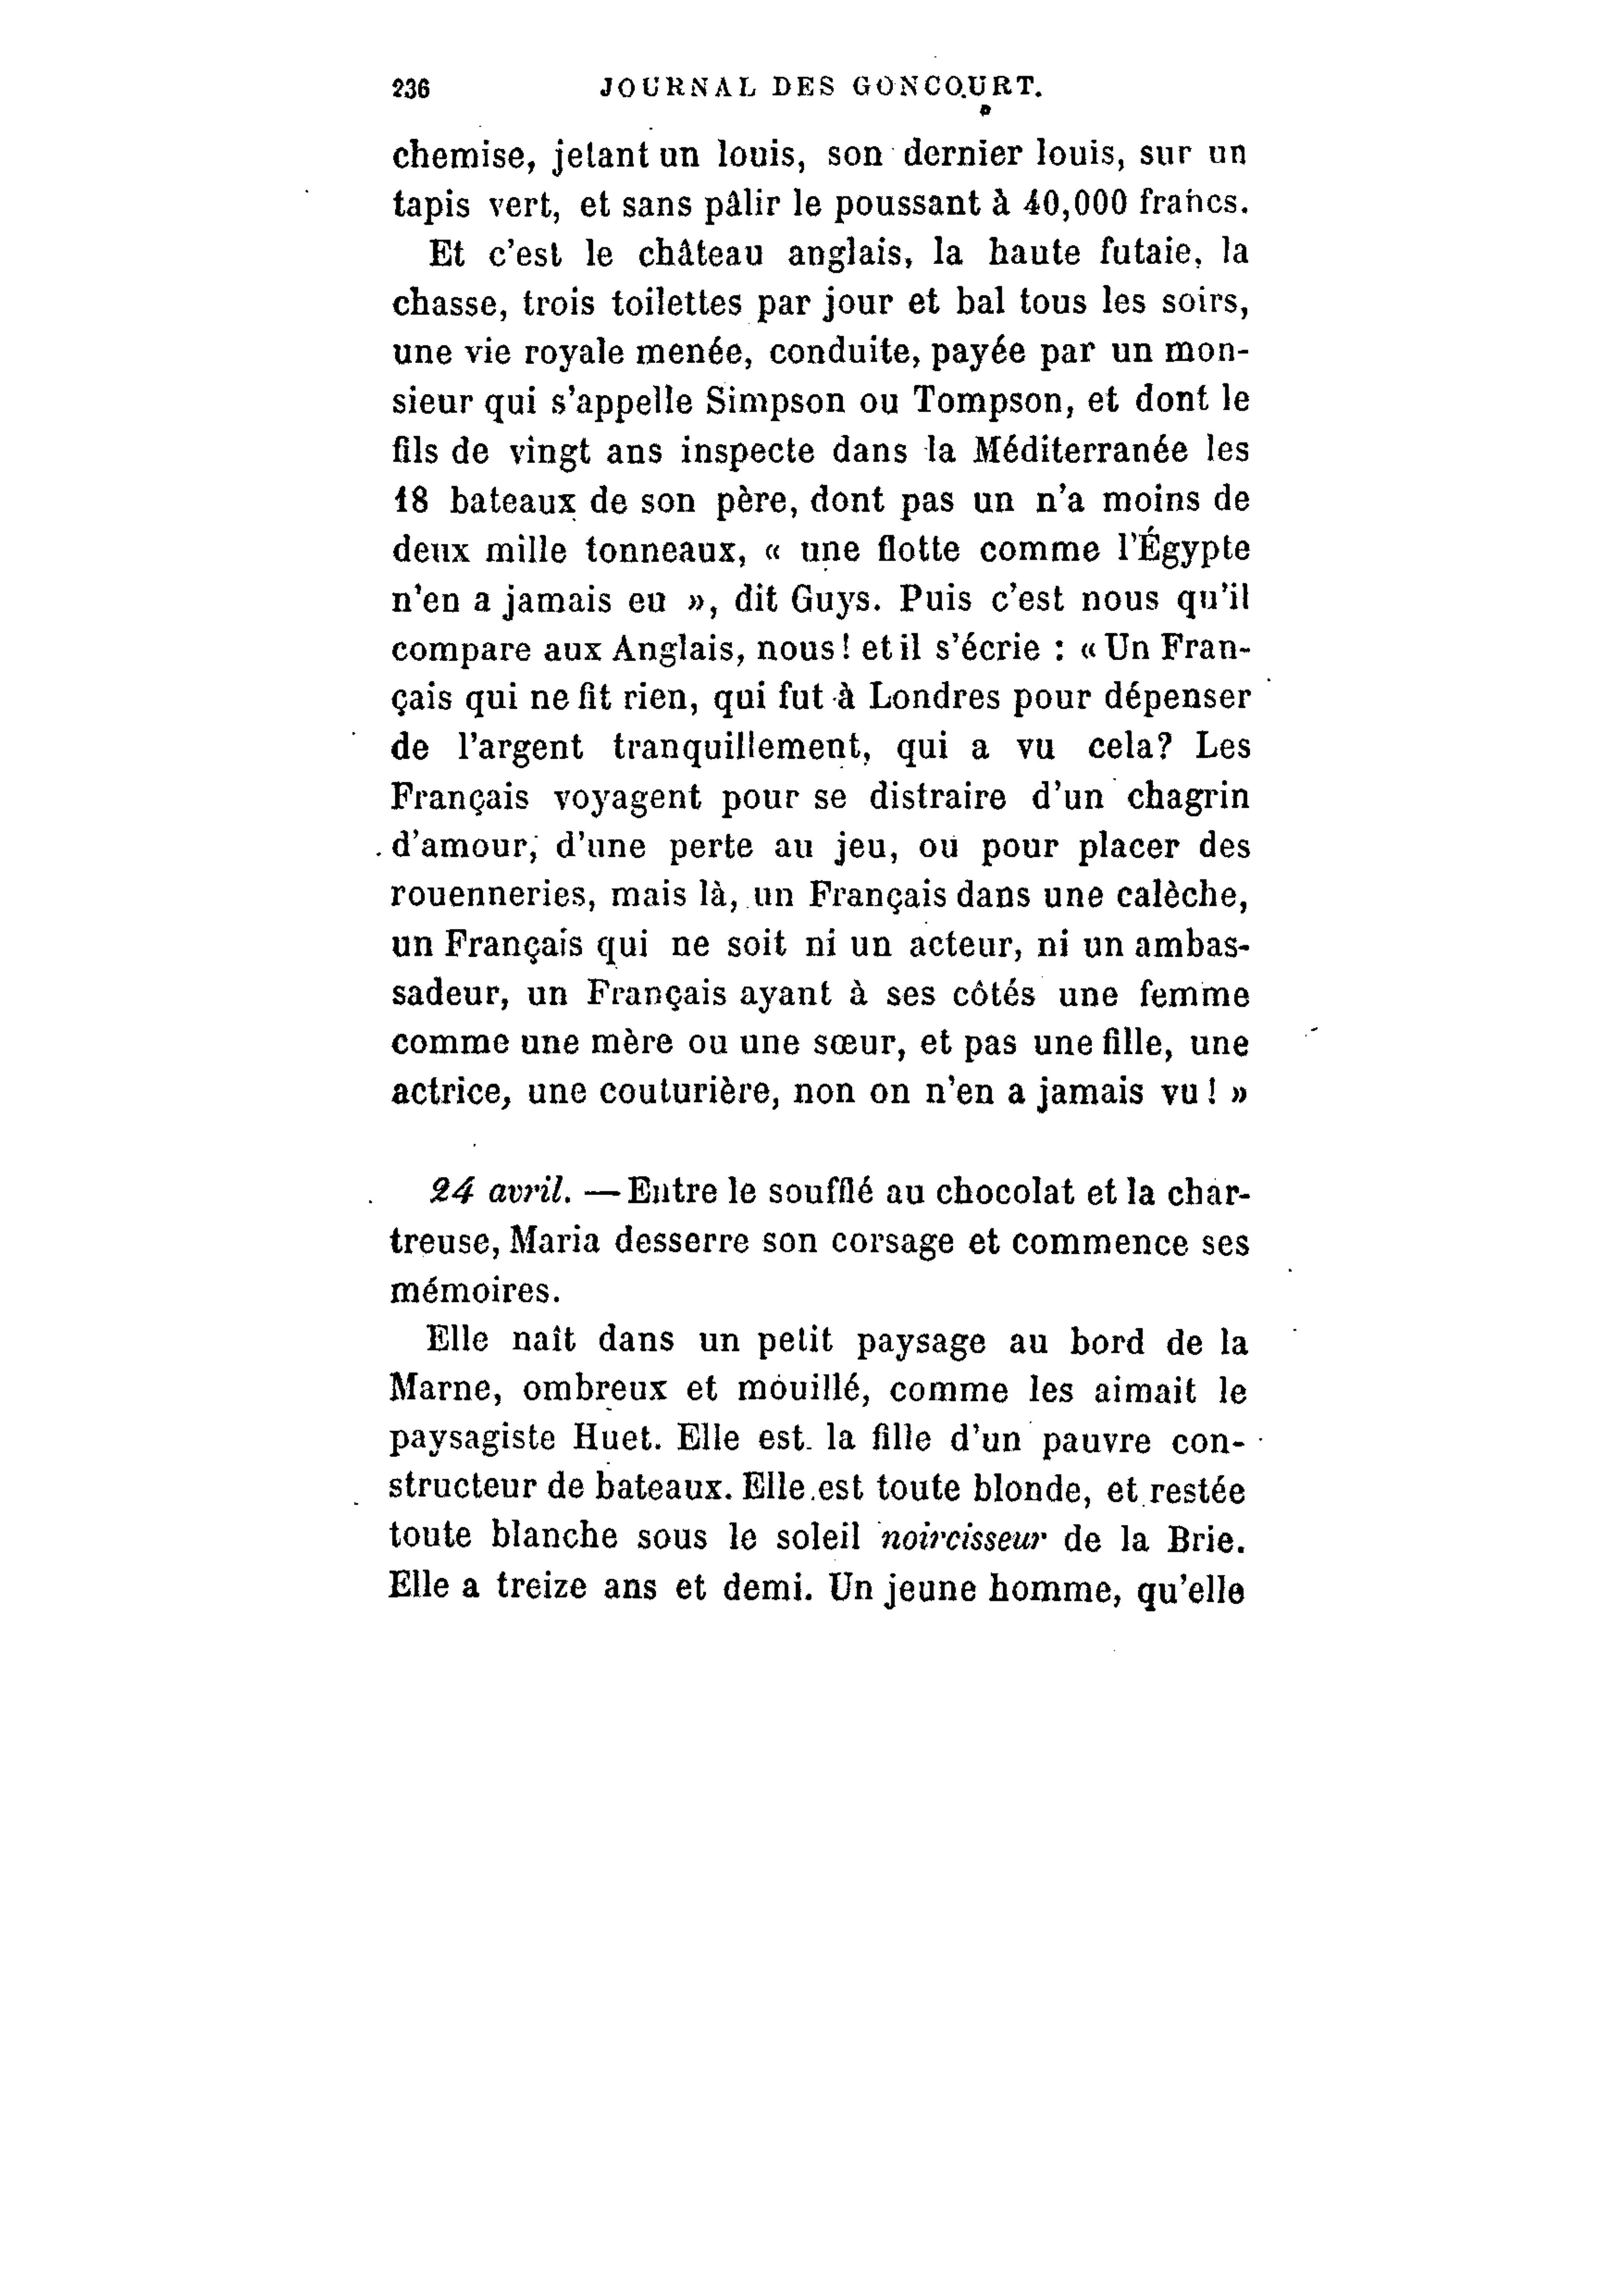 236 JOURNAL DES GONCOURT.
chemise, jetant un louis, son dernier louis, sur un
tapis vert, et sans pâlir le poussant à 40,000 francs.
Et c'est le château anglais, la haute futaie, la
chasse, trois toilettes par jour et bal tous les soirs,
une vie royale menée, conduite, payée par un mon-
sieur qui s'appelle Simpson ou Tompson, et dont le
fils de vingt ans inspecte dans la Méditerranée les
18 bateaux de son père, dont pas un n'a moins de
deux mille tonneaux, « une flotte comme l'Égypte
n'en a jamais eu », dit Guys. Puis c'est nous qu'il
compare aux Anglais, nous! et il s'écrie : « Un Fran-
çais qui ne fit rien, qui fut à Londres pour dépenser
de l'argent tranquillement, qui a vu cela? Les
Français voyagent pour se distraire d'un chagrin
d'amour, d'une perte au jeu, ou pour placer des
rouenneries, mais là, un Français dans une calèche,
un Français qui ne soit ni un acteur, ni un ambas-
sadeur, un Français ayant à ses côtés une femme
comme une mère ou une sœur, et pas une fille, une
actrice, une couturière, non on n'en a jamais vu! »
24 avril. — Entre le soufflé au chocolat et la char-
treuse, Maria desserre son corsage et commence ses
mémoires.
Elle naît dans un petit paysage au bord de la
Marne, ombreux et mouillé, comme les aimait le
paysagiste Huet. Elle est la fille d'un pauvre con-
structeur de bateaux. Elle est toute blonde, et restée
toute blanche sous le soleil noircisseur de la Brie.
Elle a treize ans et demi. Un jeune homme, qu'elle